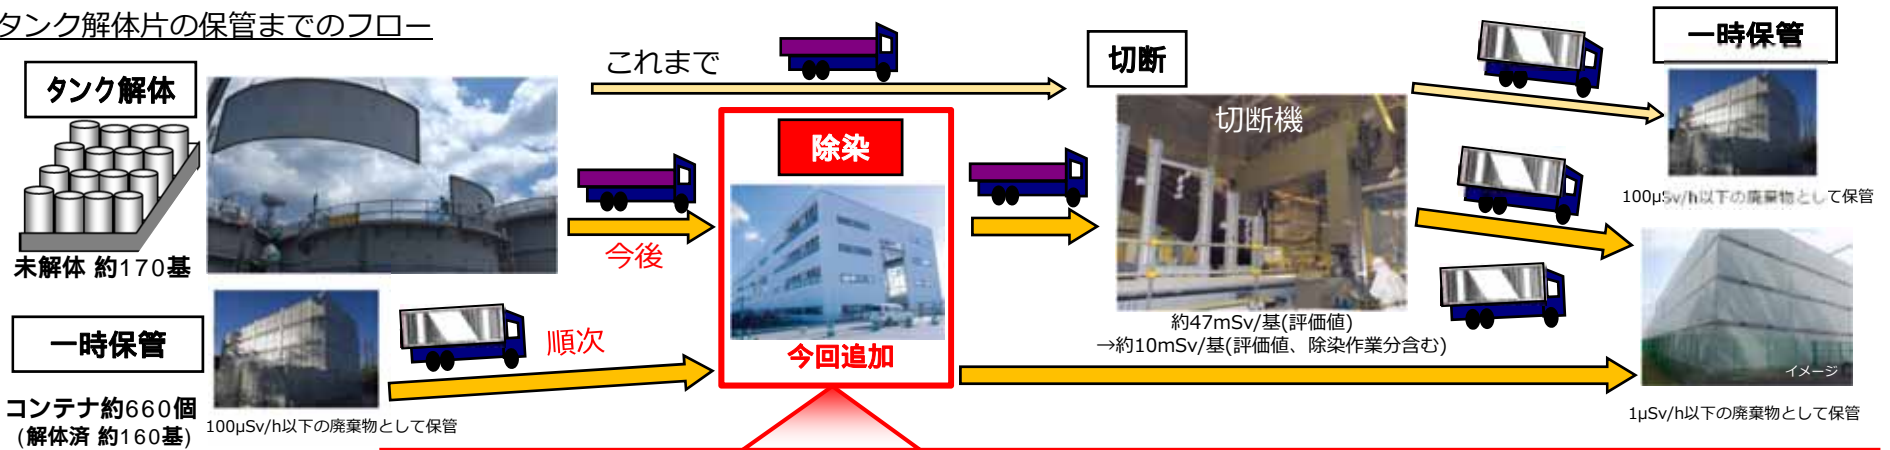 タンク解体片の保管までのフロー
タンク解体
未解体 約170基
これまで
今後
除染
今回追加
切断
切断機
約47mSv/基(評価値)
→約10mSv/基(評価値、除染作業分含む)
一時保管
100μSv/h以下の廃棄物として保管
イメージ
1μSv/h以下の廃棄物として保管
一時保管
コンテナ約660個
(解体済 約160基)
100μSv/h以下の廃棄物として保管
順次